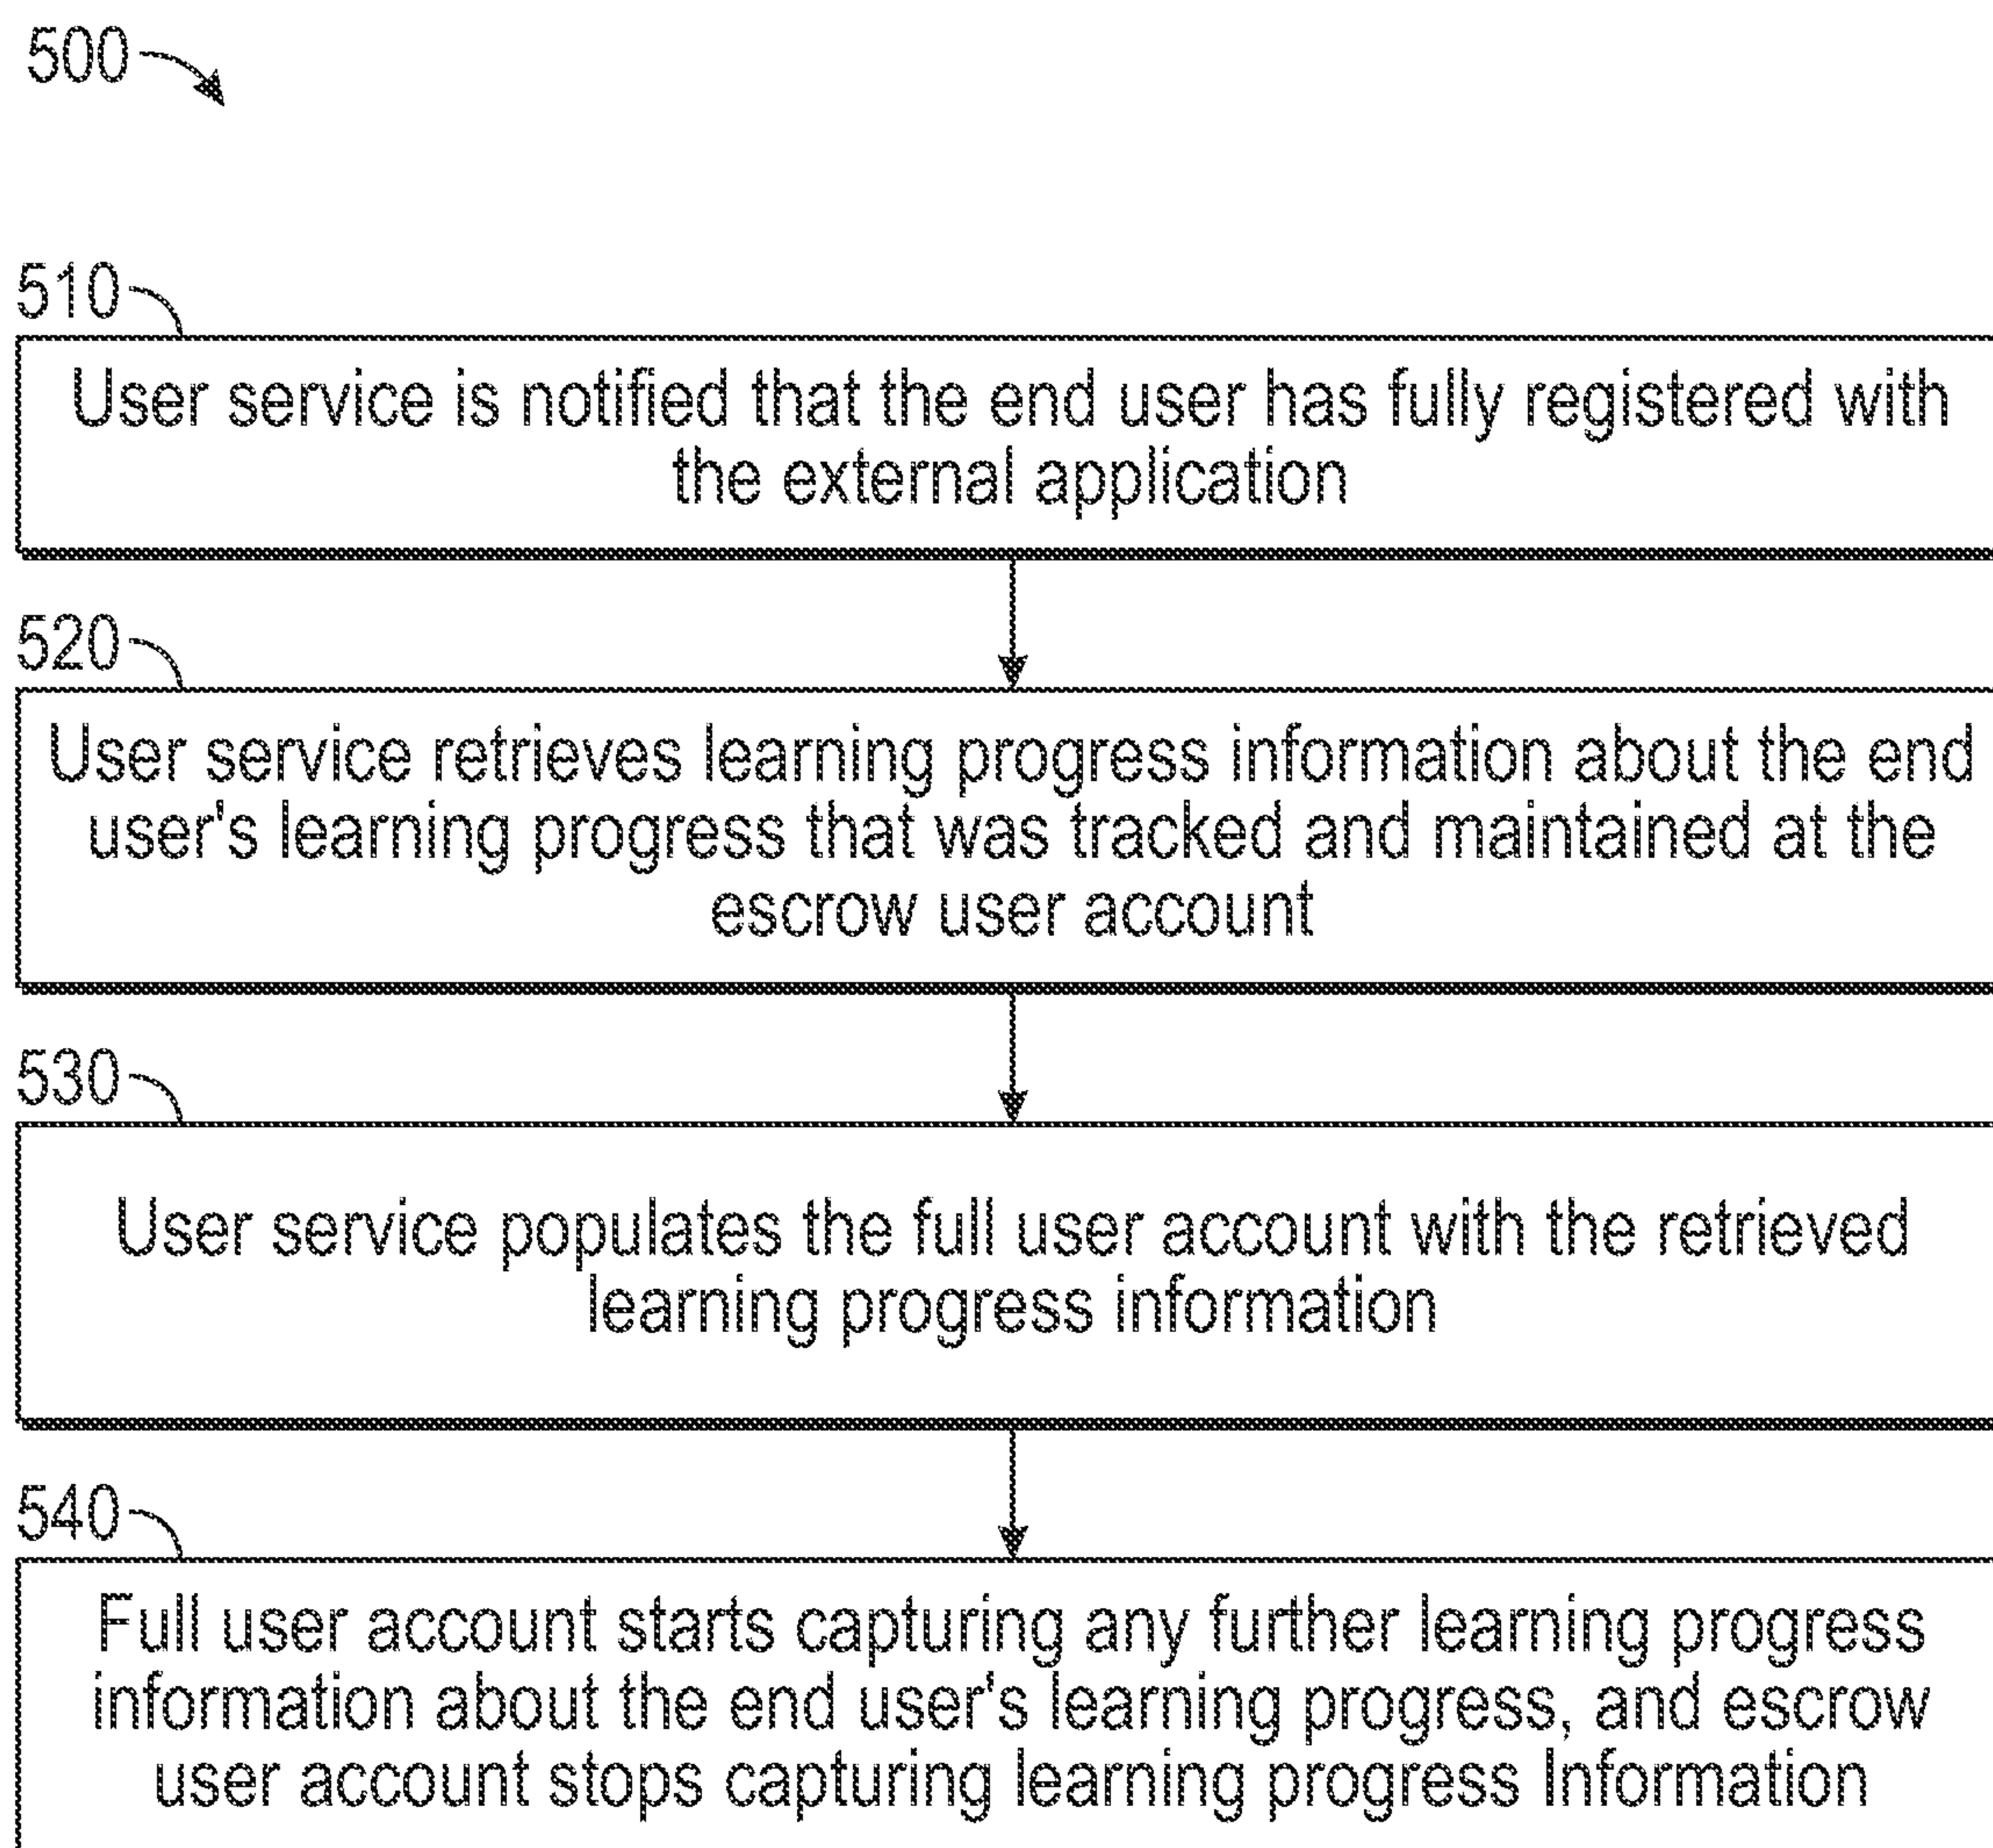 500
510
User service is notified that the end user has fully registered with
the external application
520
User service retrieves learning progress information about the end
user's learning progress that was tracked and maintained at the
escrow user account
530
User service populates the full user account with the retrieved
learning progress information
540
Full user account starts capturing any further learning progress
information about the end user's learning progress, and escrow
user account stops capturing learning progress Information